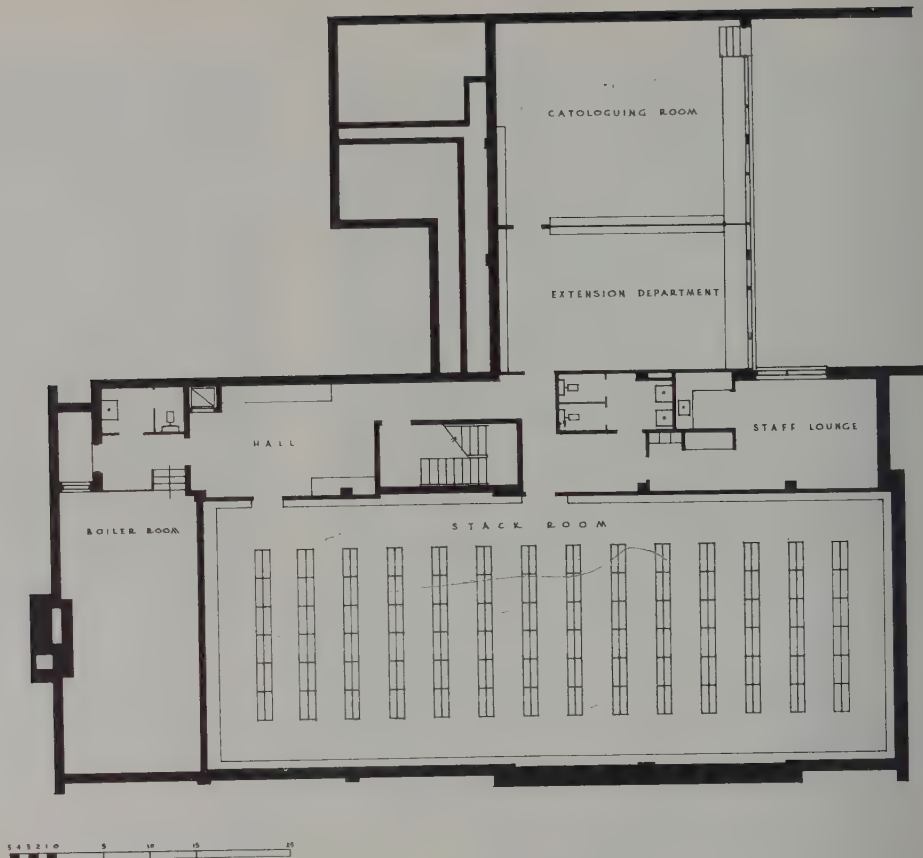 CATOLOGUING ROOM
EXTENSION DEPARTMENT
STAFF LOUNGE
HALL
STACK ROOM
BOILER ROOM
5 4 3 2 1 0 5 10 15 25